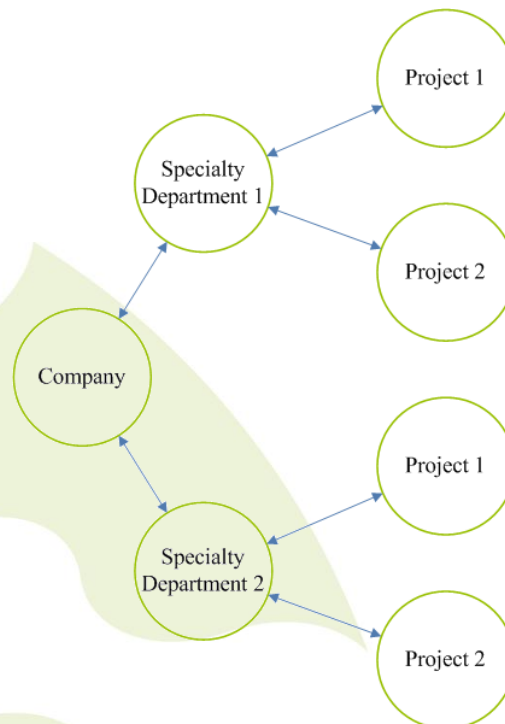 Project 1
Specialty
Department 1
Project 2
Company
Project 1
Specialty
Department 2
Project 2